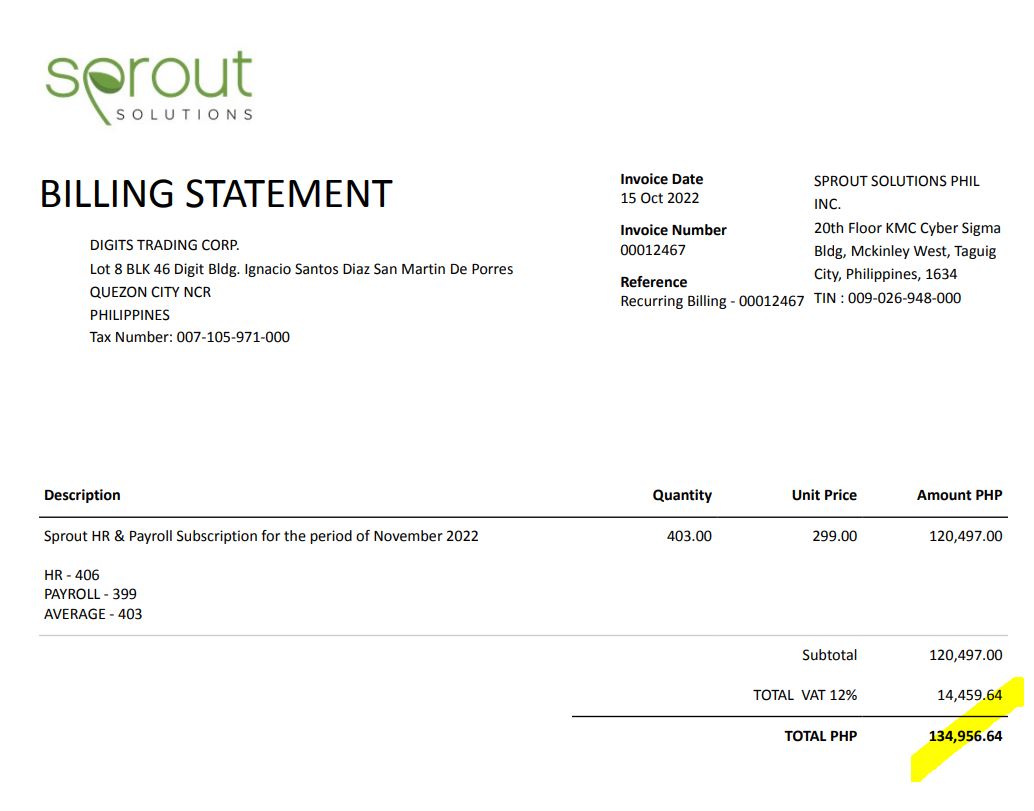 sprout
SOLUTIONS
BILLING STATEMENT
DIGITS TRADING CORP.
Lot 8 BLK 46 Digit Bldg. Ignacio Santos Diaz San Martin De Porres
QUEZON CITY NCR
PHILIPPINES
Tax Number: 007-105-971-000
Invoice Date
15 Oct 2022
Invoice Number
00012467
Reference
Recurring Billing - 00012467
SPROUT SOLUTIONS PHIL
INC.
20th Floor KMC Cyber Sigma
Bldg, Mckinley West, Taguig
City, Philippines, 1634
TIN : 009-026-948-000
Description Quantity Unit Price Amount PHP
Sprout HR & Payroll Subscription for the period of November 2022 403.00 299.00 120,497.00
HR - 406
PAYROLL - 399
AVERAGE - 403
Subtotal 120,497.00
TOTAL VAT 12% 14,459.64
TOTAL PHP 134,956.64